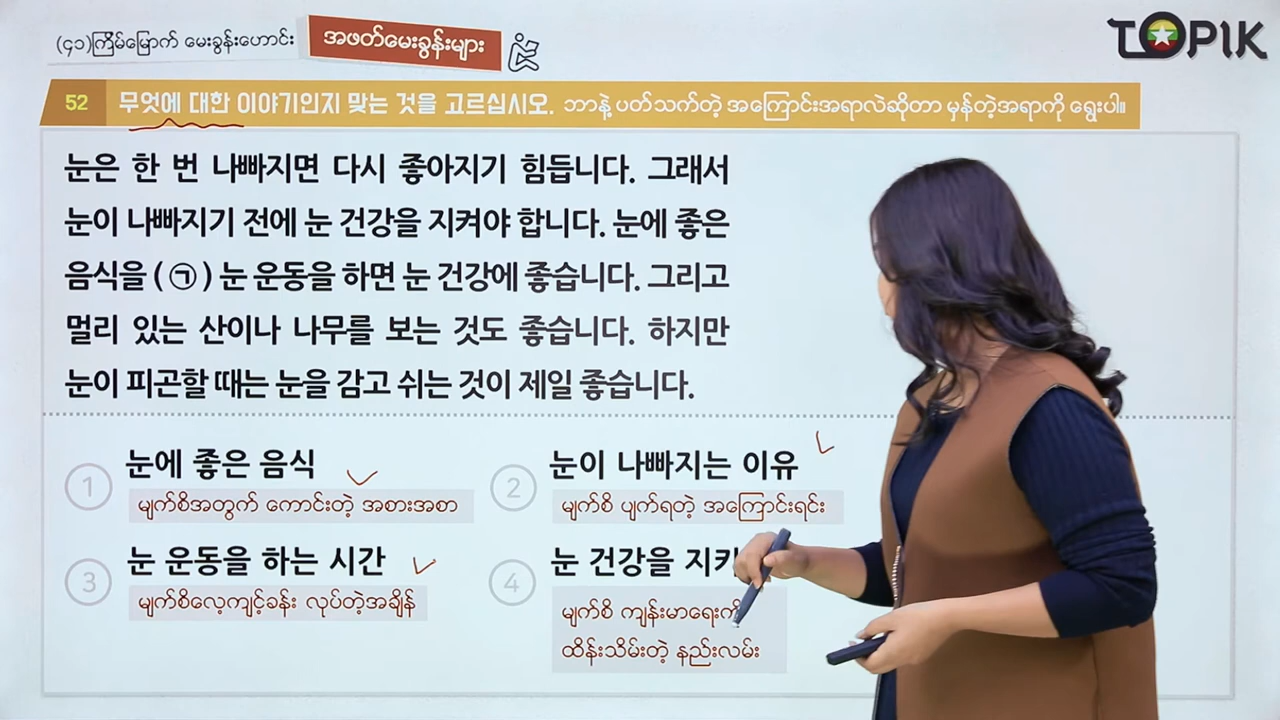 (၄၁)ကြိမ်မြောက် မေးခွန်းဟောင်း
အဖတ်မေးခွန်းများ
TOPIK
52 무엇에 대한 이야기인지 맞는 것을 고르십시오. ဘာနဲ့ ပတ်သက်တဲ့ အကြောင်းအရာလဲဆိုတာ မှန်တဲ့အရာကို ရွေးပါ။
눈은 한 번 나빠지면 다시 좋아지기 힘듭니다. 그래서
눈이 나빠지기 전에 눈 건강을 지켜야 합니다. 눈에 좋은
음식을 ( ㉠ ) 눈 운동을 하면 눈 건강에 좋습니다. 그리고
멀리 있는 산이나 나무를 보는 것도 좋습니다. 하지만
눈이 피곤할 때는 눈을 감고 쉬는 것이 제일 좋습니다.
① 눈에 좋은 음식
မျက်စိအတွက် ကောင်းတဲ့ အစားအစာ
② 눈이 나빠지는 이유
မျက်စိ ပျက်ရတဲ့ အကြောင်းရင်း
③ 눈 운동을 하는 시간
မျက်စိလေ့ကျင့်ခန်း လုပ်တဲ့အချိန်
④ 눈 건강을
မျက်စိ ကျန်းမာရေးကို
ထိန်းသိမ်းတဲ့ နည်းလမ်း